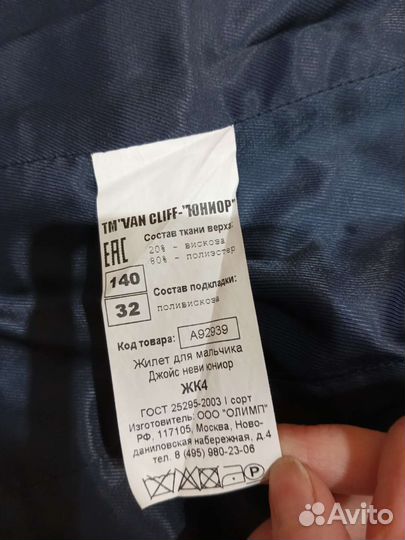 ТМ"VAN CLIFF-"ЮНИОР"
EAC
Состав ткани верха:
20% - вискоза
80% - полиэстер
140
32
Состав подкладки:
поливискоза
Код товара: A92939
Жилет для мальчика
Джойс неви юниор
ЖК4
ГОСТ 25295-2003 I сорт
Изготовитель: ООО "ОЛИМП"
РФ, 117105, Москва, Ново-
даниловская набережная, д.4
т. 8 (495) 980-23-06
P
Avito